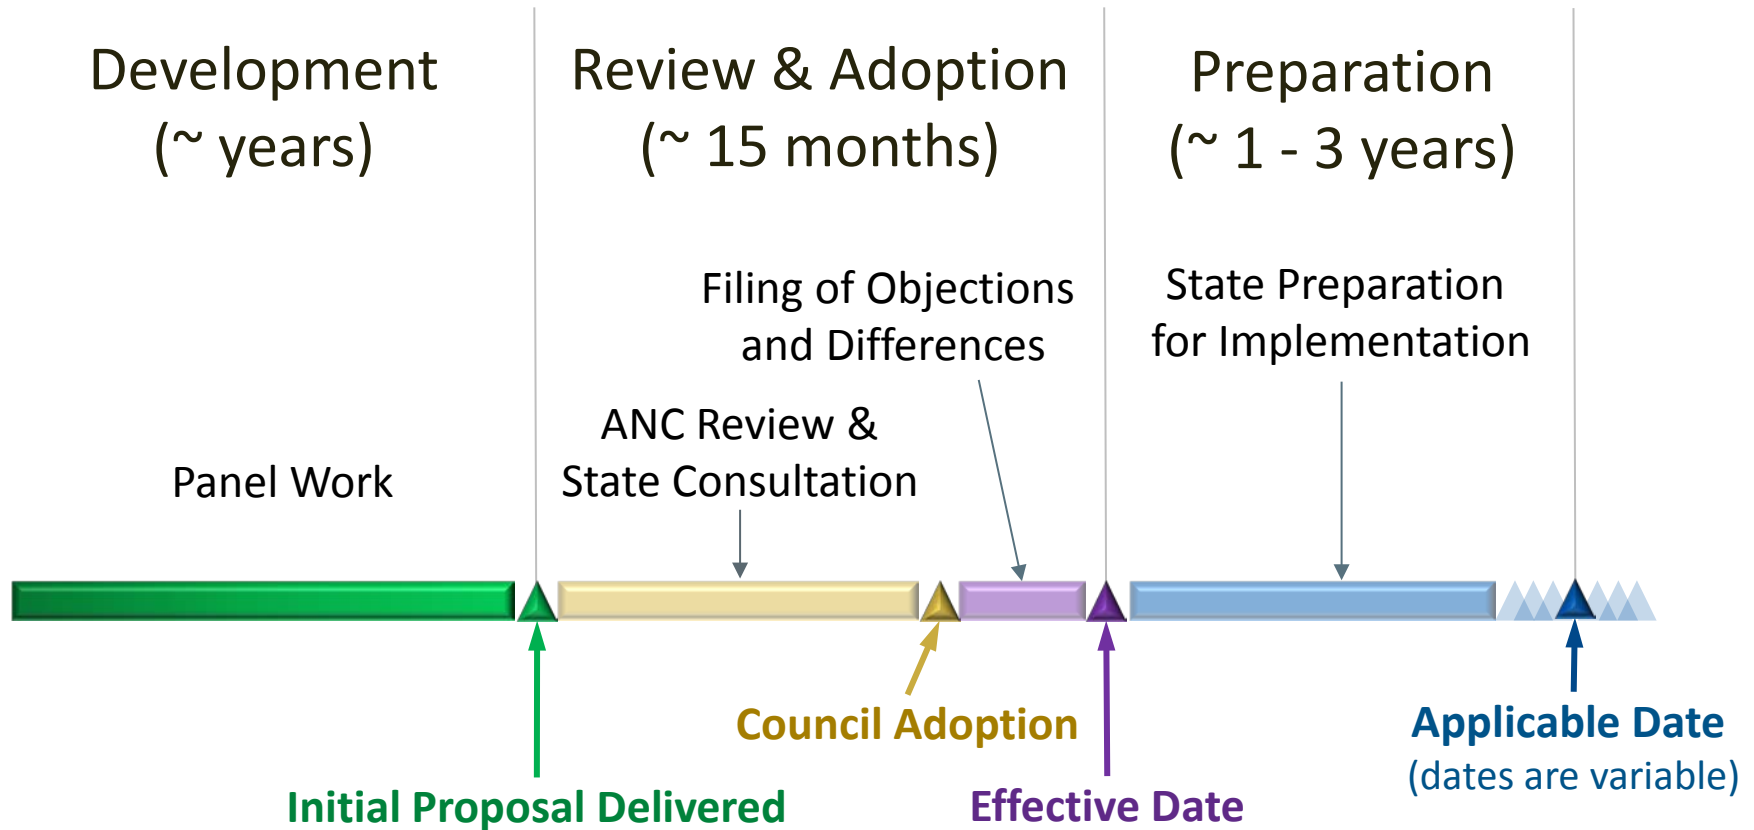 Development
(~ years)
Review & Adoption
(~ 15 months)
Preparation
(~ 1 - 3 years)
Filing of Objections
and Differences
State Preparation
for Implementation
ANC Review &
State Consultation
Panel Work
Council Adoption
Applicable Date
(dates are variable)
Initial Proposal Delivered
Effective Date